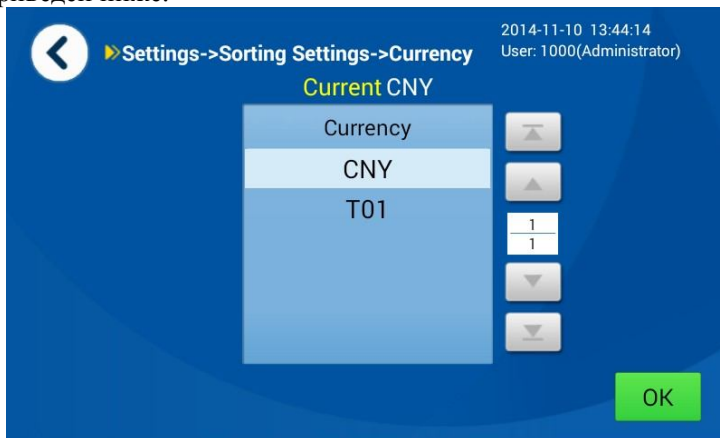 Settings->Sorting Settings->Currency
2014-11-10 13:44:14
User: 1000(Administrator)
Current CNY
Currency
CNY
T01
1
1
OK